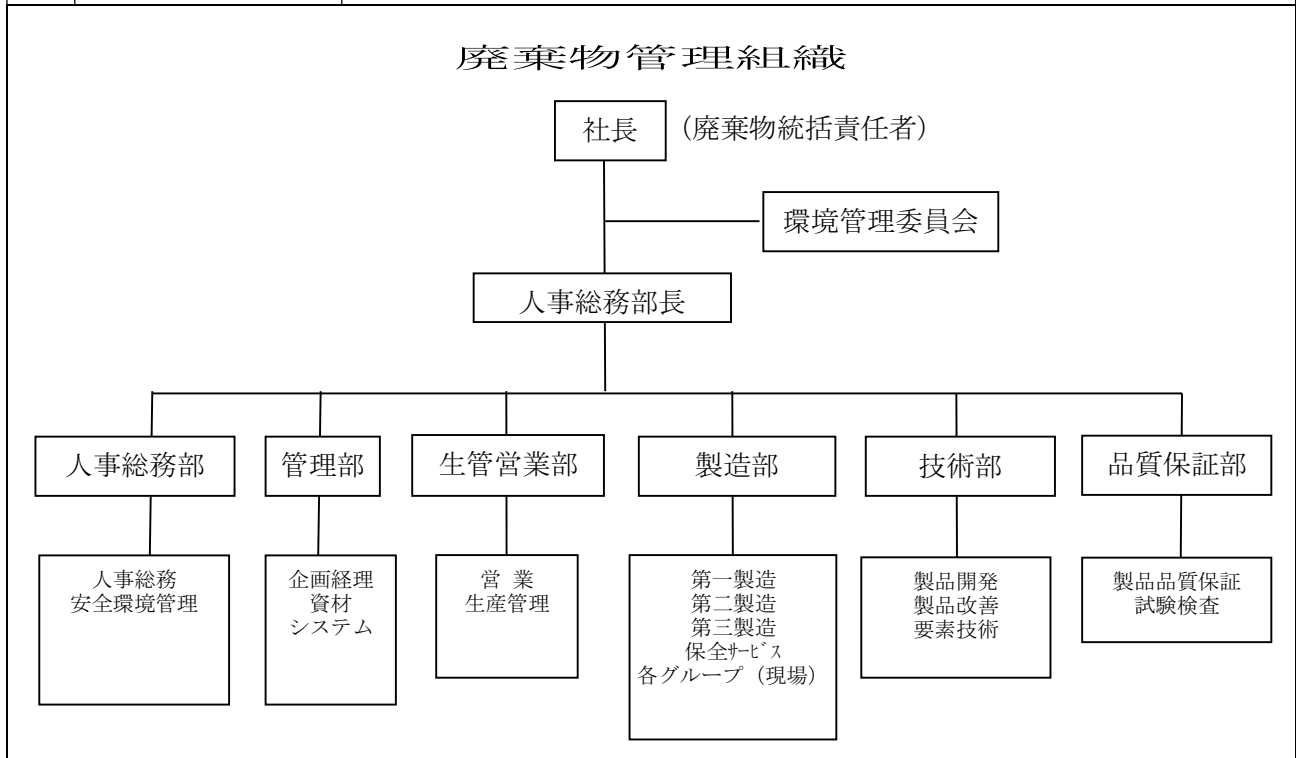 廃棄物管理組織
社長 (廃棄物統括責任者)
環境管理委員会
人事総務部長
人事総務部 管理部 生管営業部 製造部 技術部 品質保証部
人事総務
安全環境管理
企画経理
資材
システム
営 業
生産管理
第一製造
第二製造
第三製造
保全ｻｰﾋﾞｽ
各グループ (現場)
製品開発
製品改善
要素技術
製品品質保証
試験検査